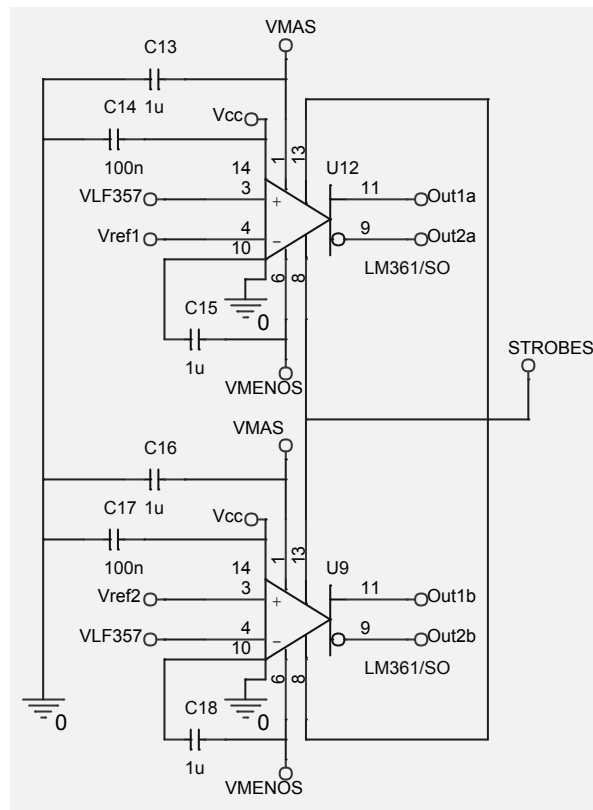 VMAS
C13
1u
C14
100n
Vcc
14
1
13
U12
VLF357
3
+
11
Out1a
Vref1
4
−
9
Out2a
10
6
8
LM361/SO
0
C15
1u
VMENOS
STROBES
VMAS
C16
1u
C17
100n
Vcc
14
1
13
U9
Vref2
3
+
11
Out1b
VLF357
4
−
9
Out2b
10
6
8
LM361/SO
0
0
C18
1u
VMENOS